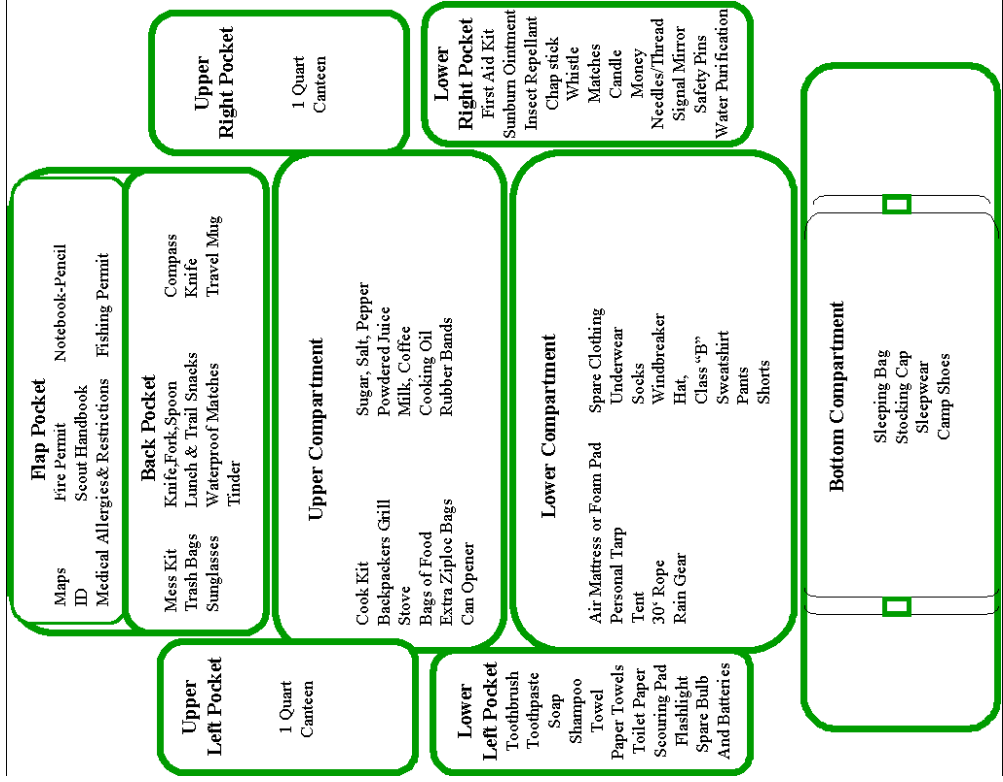 Flap Pocket
Maps
ID
Medical Allergies& Restrictions
Fire Permit
Scout Handbook
Notebook-Pencil
Fishing Permit
Back Pocket
Mess Kit
Trash Bags
Sunglasses
Knife,Fork,Spoon
Lunch & Trail Snacks
Waterproof Matches
Tinder
Compass
Knife
Travel Mug
Upper
Left Pocket
1 Quart
Canteen
Upper Compartment
Cook Kit
Backpackers Grill
Stove
Bags of Food
Extra Ziploc Bags
Can Opener
Sugar, Salt, Pepper
Powdered Juice
Milk, Coffee
Cooking Oil
Rubber Bands
Upper
Right Pocket
1 Quart
Canteen
Lower
Left Pocket
Toothbrush
Toothpaste
Soap
Shampoo
Towel
Paper Towels
Toilet Paper
Scouring Pad
Flashlight
Spare Bulb
And Batteries
Lower Compartment
Air Mattress or Foam Pad
Personal Tarp
Tent
30‘ Rope
Rain Gear
Spare Clothing
Underwear
Socks
Windbreaker
Hat,
Class “B”
Sweatshirt
Pants
Shorts
Lower
Right Pocket
First Aid Kit
Sunburn Ointment
Insect Repellant
Chap stick
Whistle
Matches
Candle
Money
Needles/Thread
Signal Mirror
Safety Pins
Water Purification
Bottom Compartment
Sleeping Bag
Stocking Cap
Sleepwear
Camp Shoes